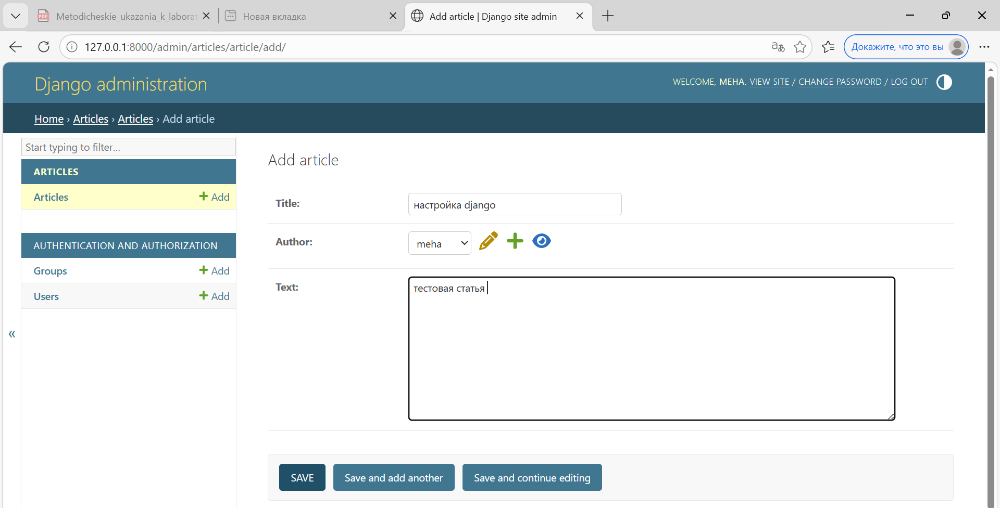 Metodicheskie_ukazania_k_laborat
Новая вкладка
Add article | Django site admin
127.0.0.1:8000/admin/articles/article/add/
Докажите, что это вы
Django administration
WELCOME, MEHA. VIEW SITE / CHANGE PASSWORD / LOG OUT
Home › Articles › Articles › Add article
Start typing to filter...
ARTICLES
Articles + Add
AUTHENTICATION AND AUTHORIZATION
Groups + Add
Users + Add
«
Add article
Title: настройка django
Author: meha
Text: тестовая статья
SAVE Save and add another Save and continue editing